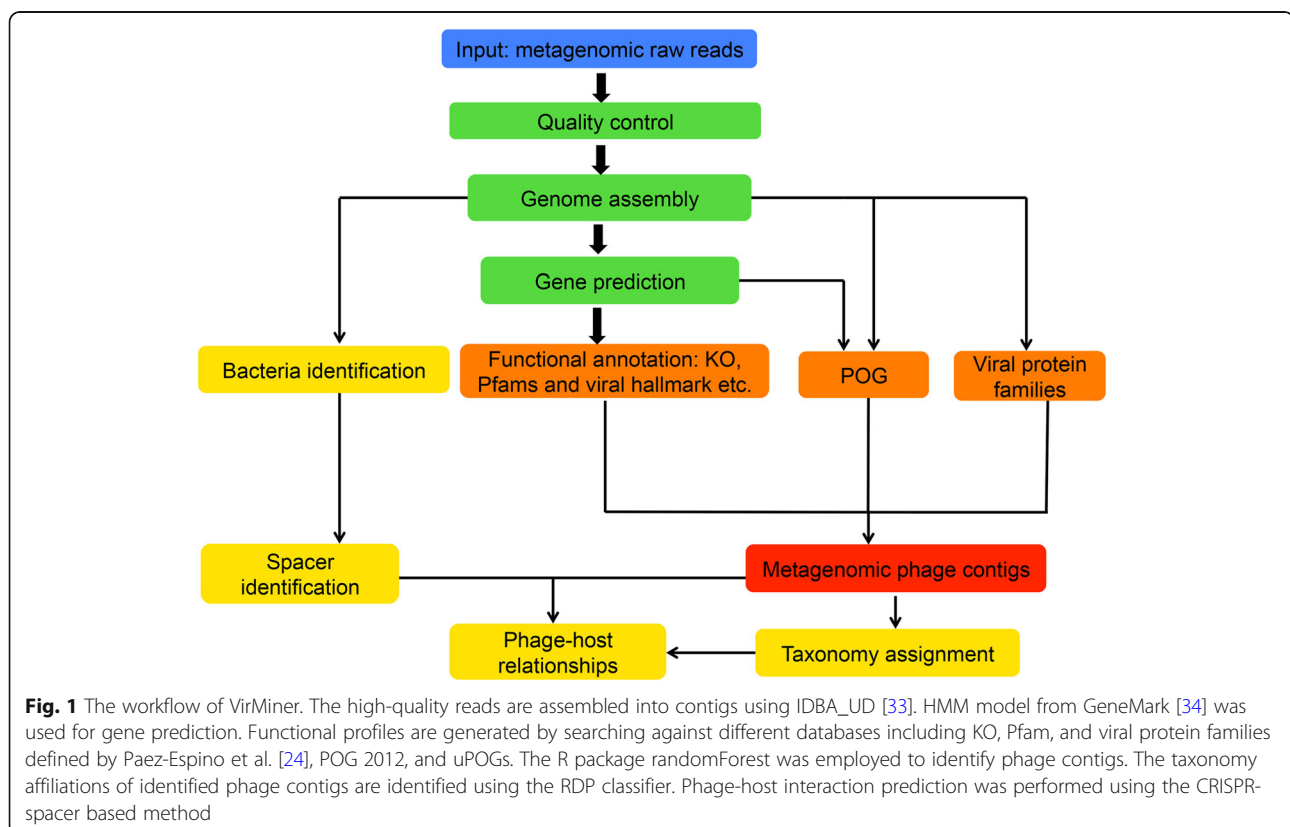 Input: metagenomic raw reads
Quality control
Genome assembly
Gene prediction
Bacteria identification
Functional annotation: KO,
Pfams and viral hallmark etc.
POG
Viral protein
families
Spacer
identification
Metagenomic phage contigs
Phage-host
relationships
Taxonomy assignment
Fig. 1 The workflow of VirMiner. The high-quality reads are assembled into contigs using IDBA_UD [33]. HMM model from GeneMark [34] was
used for gene prediction. Functional profiles are generated by searching against different databases including KO, Pfam, and viral protein families
defined by Paez-Espino et al. [24], POG 2012, and uPOGs. The R package randomForest was employed to identify phage contigs. The taxonomy
affiliations of identified phage contigs are identified using the RDP classifier. Phage-host interaction prediction was performed using the CRISPR-
spacer based method